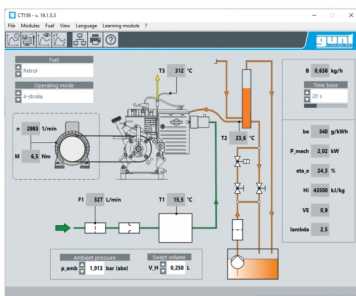 CT159 - v. 19.1.5.3
File Modules Fuel View Language Learning module ?
gunt
Fuel
Petrol
Operating mode
4-stroke
T3 312 °C
B 0,638 kg/h
Time base
20 s
n 2983 1/min
M 6,5 Nm
T2 23,6 °C
be 340 g/kWh
P_mech 2,02 kW
eta_e 24,3 %
Hi 43500 kJ/kg
VE 0,9
lambda 2,5
F1 327 L/min
T1 15,5 °C
Ambient pressure
p_amb 1,013 bar (abs)
Swept volume
V_H 0,250 L